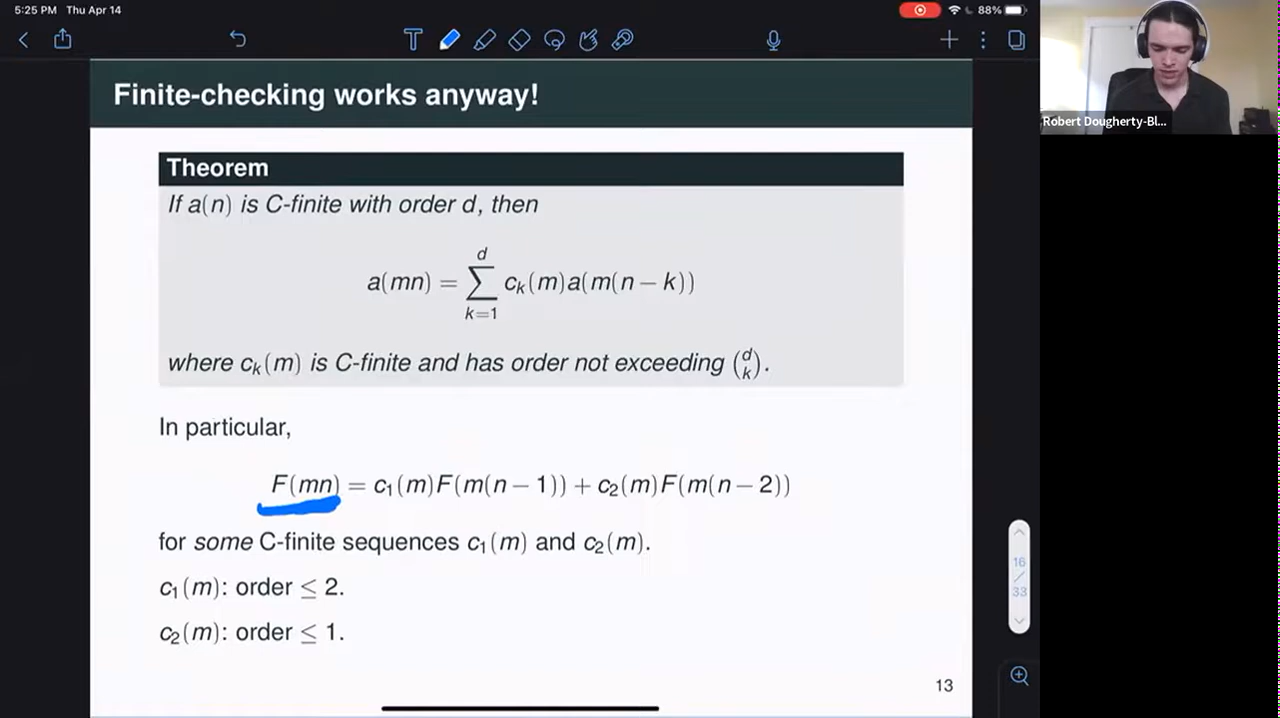 5:25 PM Thu Apr 14
88%
Finite-checking works anyway!
Robert Dougherty-Bl...
Theorem
If a(n) is C-finite with order d, then
a(mn) = \sum_{k=1}^{d} c_k(m)a(m(n − k))
where c_k(m) is C-finite and has order not exceeding \binom{d}{k}.
In particular,
F(mn) = c_1(m)F(m(n − 1)) + c_2(m)F(m(n − 2))
for some C-finite sequences c_1(m) and c_2(m).
c_1(m): order ≤ 2.
c_2(m): order ≤ 1.
16
/
33
13